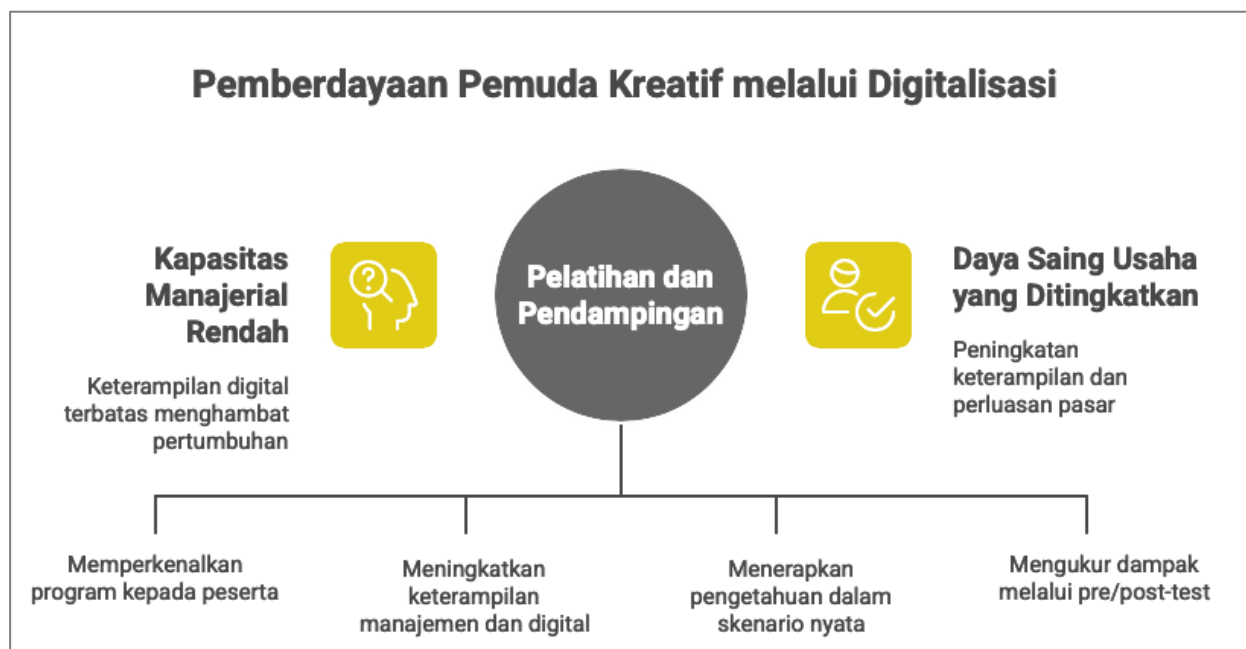 Pemberdayaan Pemuda Kreatif melalui Digitalisasi
Kapasitas
Manajerial
Rendah
Keterampilan digital
terbatas menghambat
pertumbuhan
?
Pelatihan dan
Pendampingan
Daya Saing Usaha
yang Ditingkatkan
Peningkatan
keterampilan dan
perluasan pasar
Memperkenalkan
program kepada peserta
Meningkatkan
keterampilan
manajemen dan digital
Menerapkan
pengetahuan dalam
skenario nyata
Mengukur dampak
melalui pre/post-test